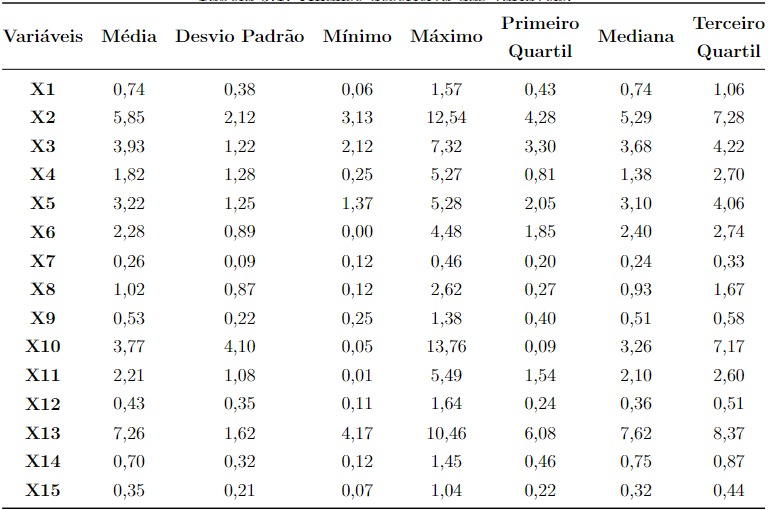 Variáveis Média Desvio Padrão Mínimo Máximo Primeiro Quartil Mediana Terceiro Quartil
X1 0,74 0,38 0,06 1,57 0,43 0,74 1,06
X2 5,85 2,12 3,13 12,54 4,28 5,29 7,28
X3 3,93 1,22 2,12 7,32 3,30 3,68 4,22
X4 1,82 1,28 0,25 5,27 0,81 1,38 2,70
X5 3,22 1,25 1,37 5,28 2,05 3,10 4,06
X6 2,28 0,89 0,00 4,48 1,85 2,40 2,74
X7 0,26 0,09 0,12 0,46 0,20 0,24 0,33
X8 1,02 0,87 0,12 2,62 0,27 0,93 1,67
X9 0,53 0,22 0,25 1,38 0,40 0,51 0,58
X10 3,77 4,10 0,05 13,76 0,09 3,26 7,17
X11 2,21 1,08 0,01 5,49 1,54 2,10 2,60
X12 0,43 0,35 0,11 1,64 0,24 0,36 0,51
X13 7,26 1,62 4,17 10,46 6,08 7,62 8,37
X14 0,70 0,32 0,12 1,45 0,46 0,75 0,87
X15 0,35 0,21 0,07 1,04 0,22 0,32 0,44